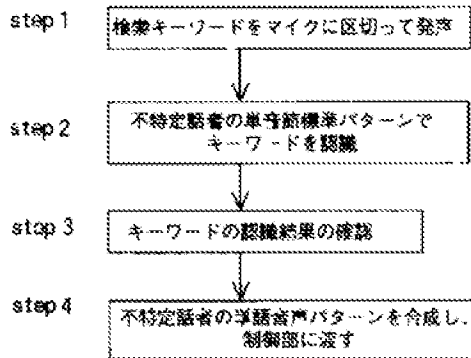 step 1
検索キーワードをマイクに区切って発声
step 2
不特定話者の単音節標準パターンで
キーワードを認識
step 3
キーワードの認識結果の確認
step 4
不特定話者の単語音声パターンを合成し、
制御部に渡す